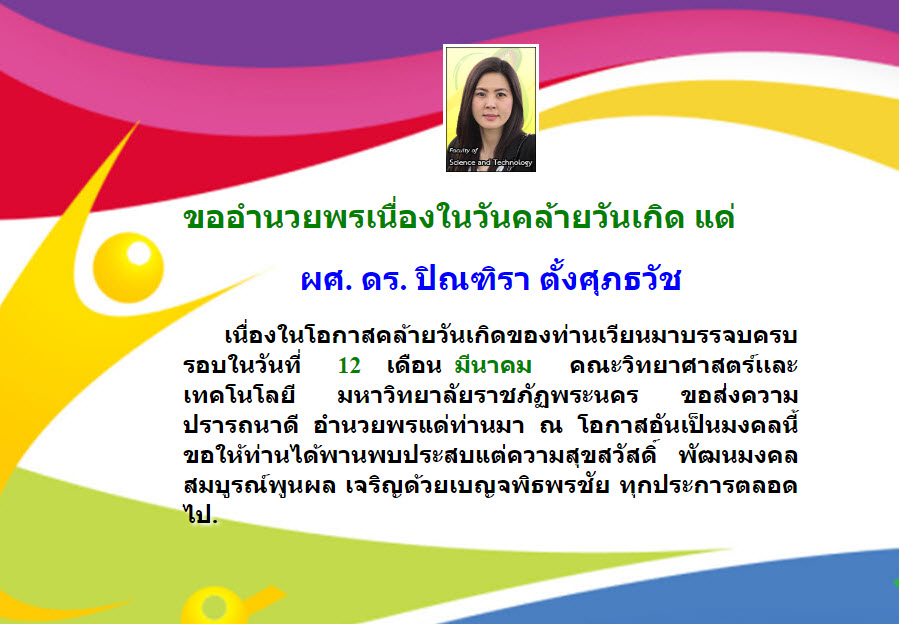 Faculty of
Science and Technology
ขออำนวยพรเนื่องในวันคล้ายวันเกิด แด่
ผศ. ดร. ปิณฑิรา ตั้งศุภธวัช
เนื่องในโอกาสคล้ายวันเกิดของท่านเวียนมาบรรจบครบ
รอบในวันที่ 12 เดือน มีนาคม คณะวิทยาศาสตร์และ
เทคโนโลยี มหาวิทยาลัยราชภัฏพระนคร ขอส่งความ
ปรารถนาดี อำนวยพรแด่ท่านมา ณ โอกาสอันเป็นมงคลนี้
ขอให้ท่านได้พานพบประสบแต่ความสุขสวัสดิ์ พัฒนมงคล
สมบูรณ์พูนผล เจริญด้วยเบญจพิธพรชัย ทุกประการตลอด
ไป.